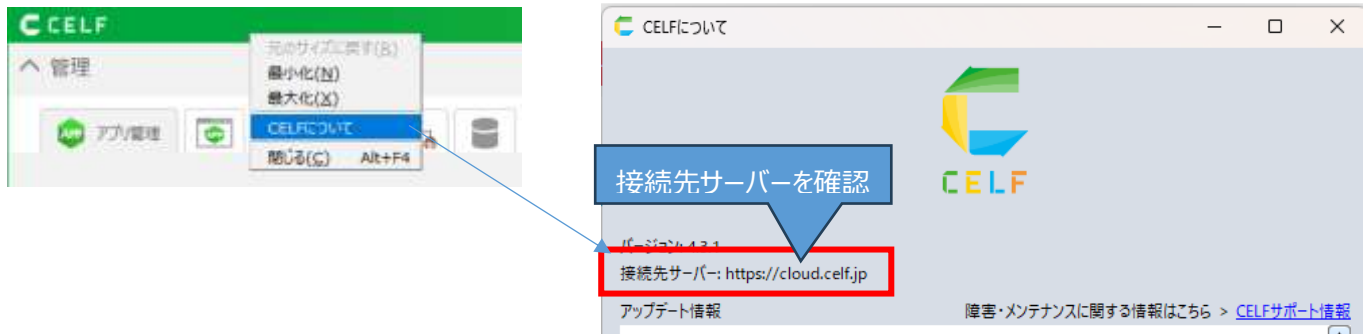 CELF
管理
アプリ管理
元のサイズに戻す(R)
最小化(N)
最大化(X)
CELFについて
閉じる(C) Alt+F4
CELFについて
CELF
接続先サーバーを確認
バージョン: 4.3.1
接続先サーバー: https://cloud.celf.jp
アップデート情報
障害・メンテナンスに関する情報はこちら > CELFサポート情報